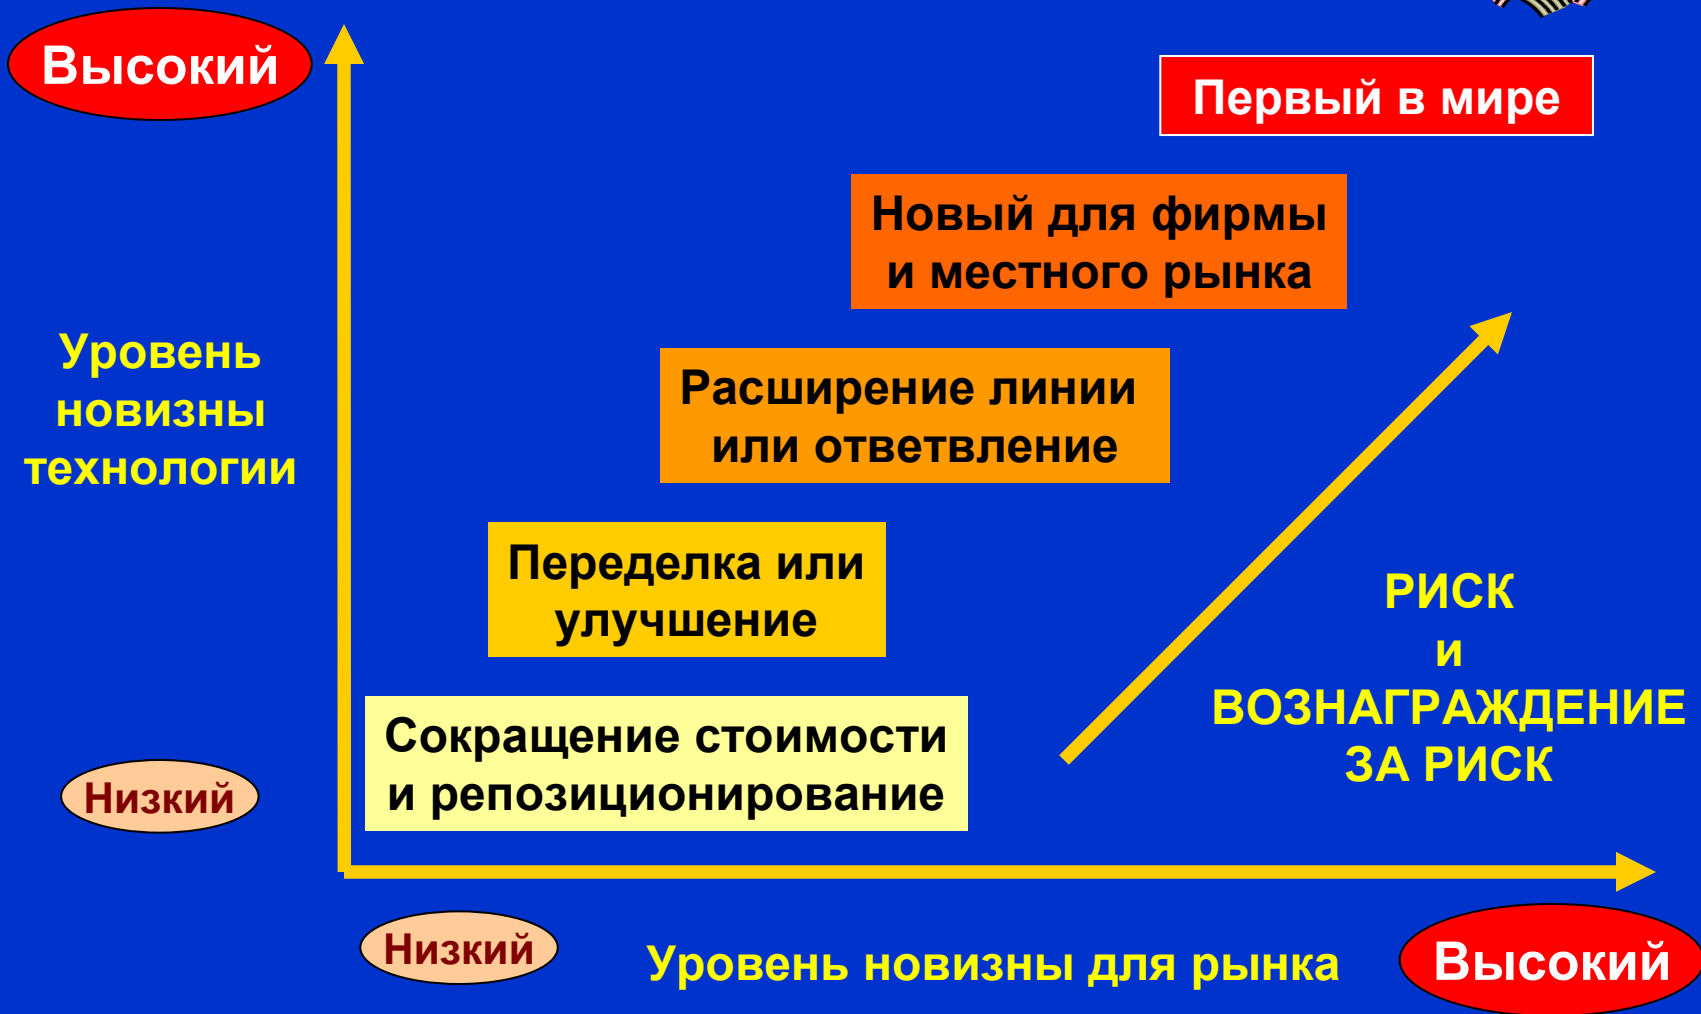 Высокий
Первый в мире
Новый для фирмы
и местного рынка
Уровень
новизны
технологии
Расширение линии
или ответвление
Переделка или
улучшение
РИСК
и
ВОЗНАГРАЖДЕНИЕ
ЗА РИСК
Сокращение стоимости
и репозиционирование
Низкий
Низкий
Уровень новизны для рынка
Высокий